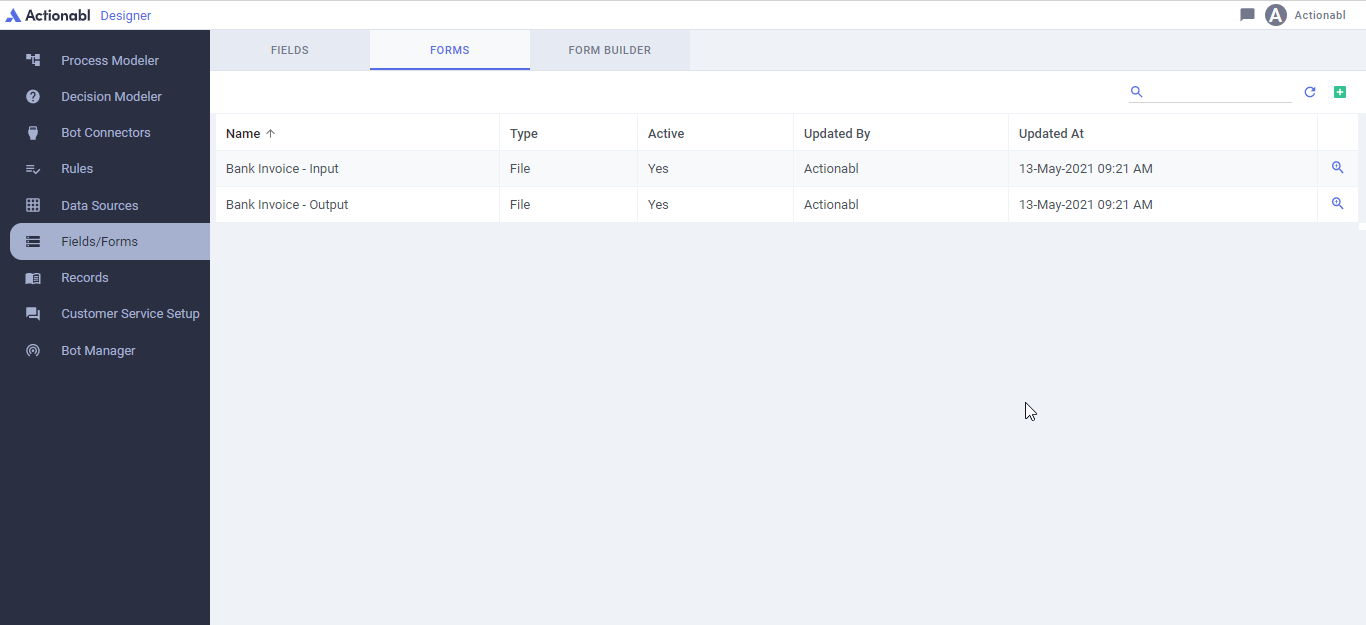 Actionabl Designer
A Actionabl
Process Modeler
Decision Modeler
Bot Connectors
Rules
Data Sources
Fields/Forms
Records
Customer Service Setup
Bot Manager
FIELDS FORMS FORM BUILDER
Name Type Active Updated By Updated At
Bank Invoice - Input File Yes Actionabl 13-May-2021 09:21 AM
Bank Invoice - Output File Yes Actionabl 13-May-2021 09:21 AM